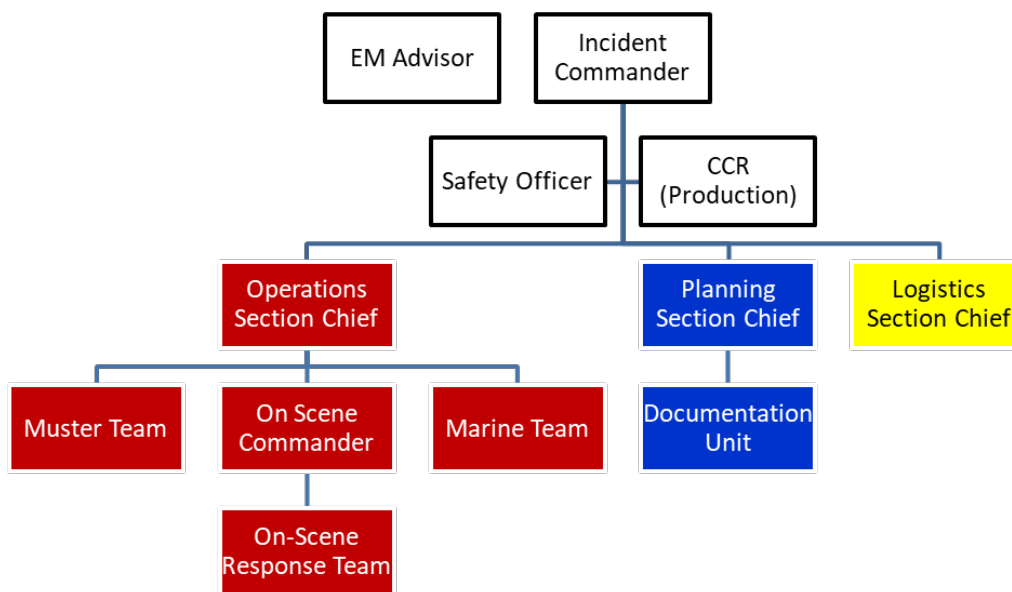 EM Advisor
Incident
Commander
Safety Officer
CCR
(Production)
Operations
Section Chief
Planning
Section Chief
Logistics
Section Chief
Muster Team
On Scene
Commander
Marine Team
Documentation
Unit
On-Scene
Response Team